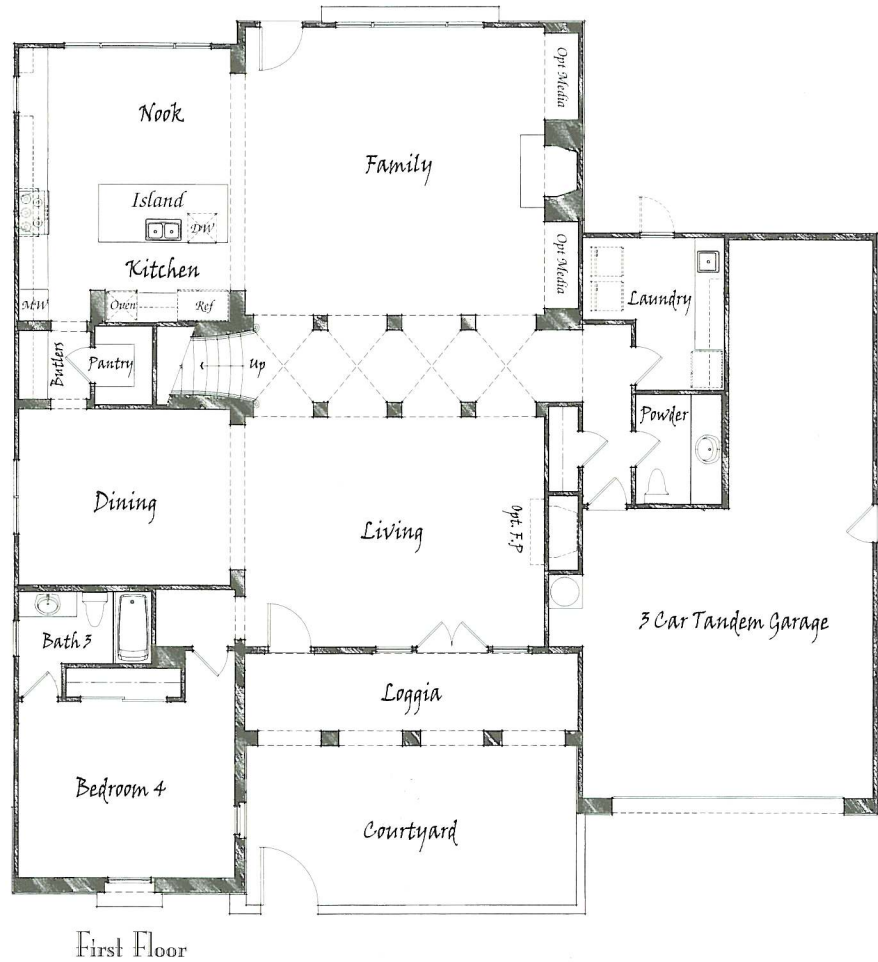 Opt Media
Nook
Family
Island
DW
Kitchen
Opt Media
MW
Oven
Ref
Laundry
Butlers
Pantry
Up
Powder
Dining
Living
Opt. F.P
3 Car Tandem Garage
Bath 3
Loggia
Bedroom 4
Courtyard
First Floor